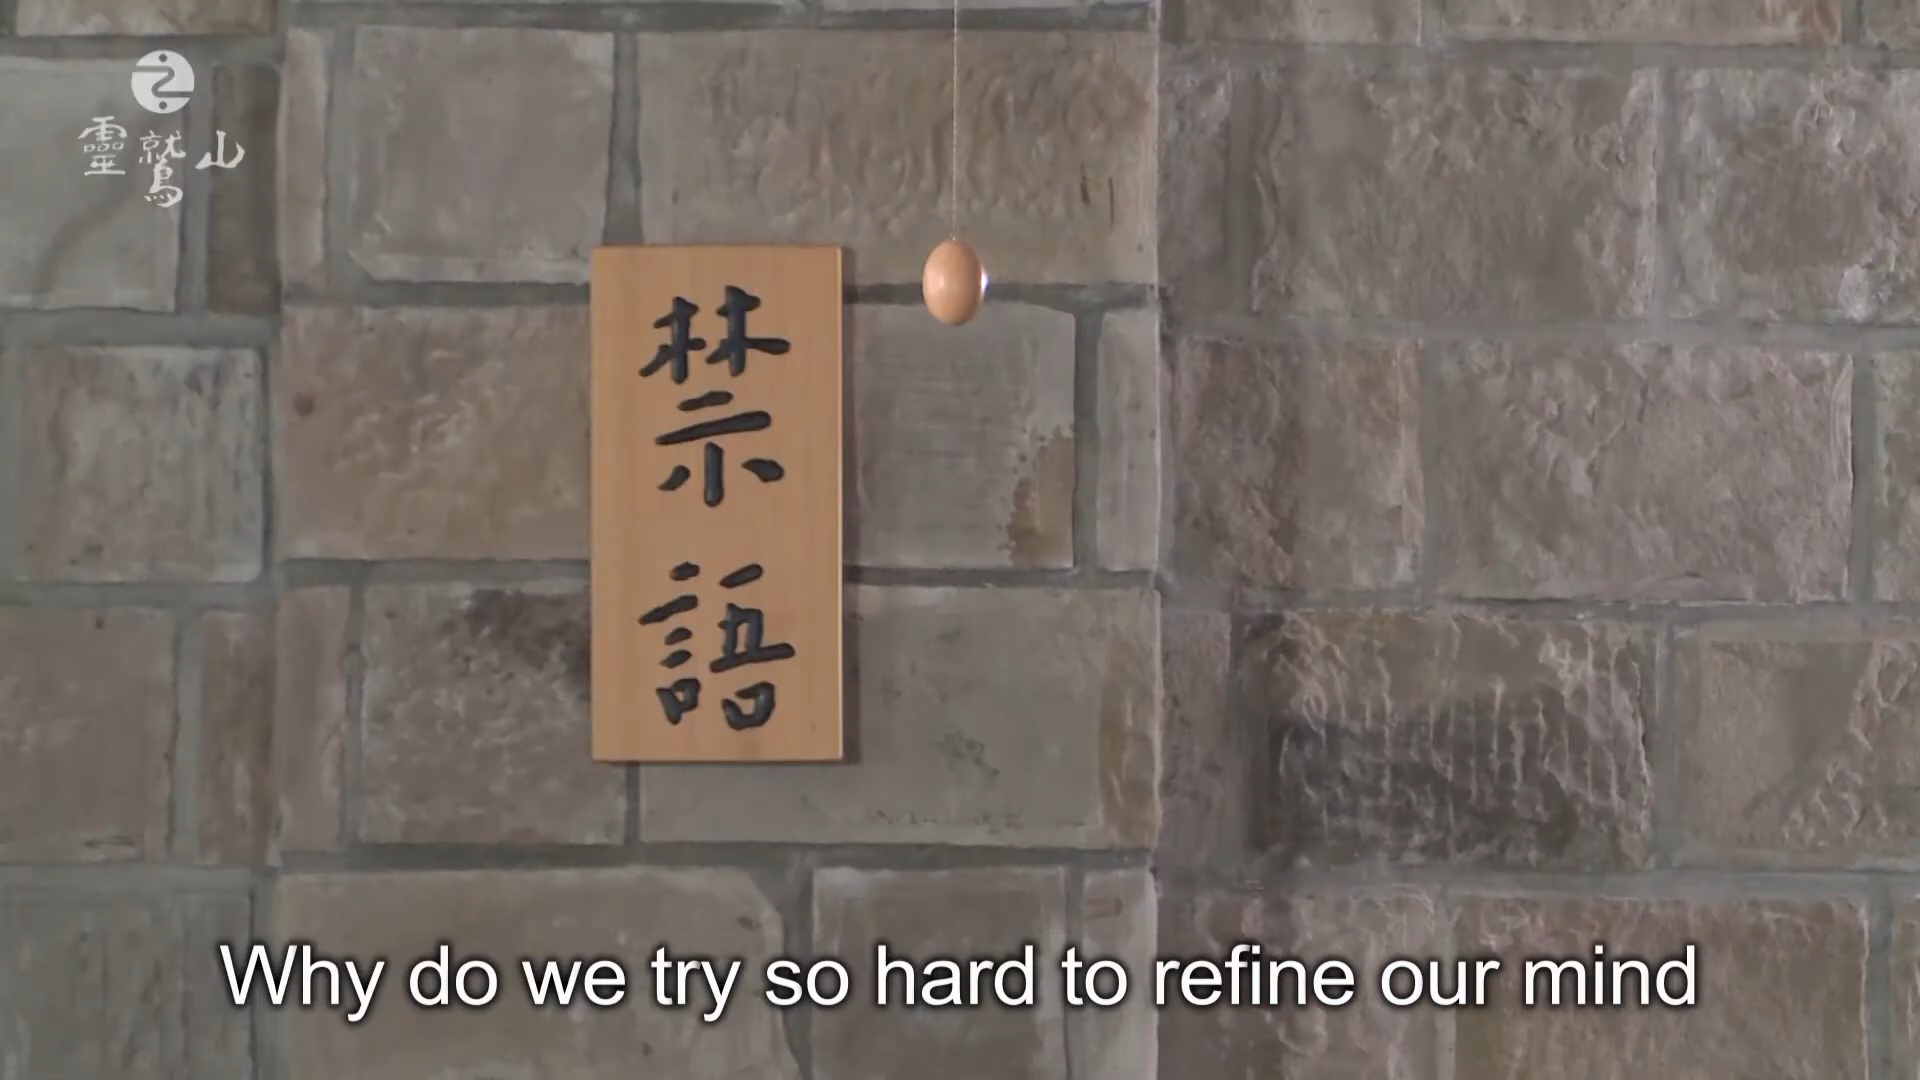 靈鷲山
禁語
Why do we try so hard to refine our mind